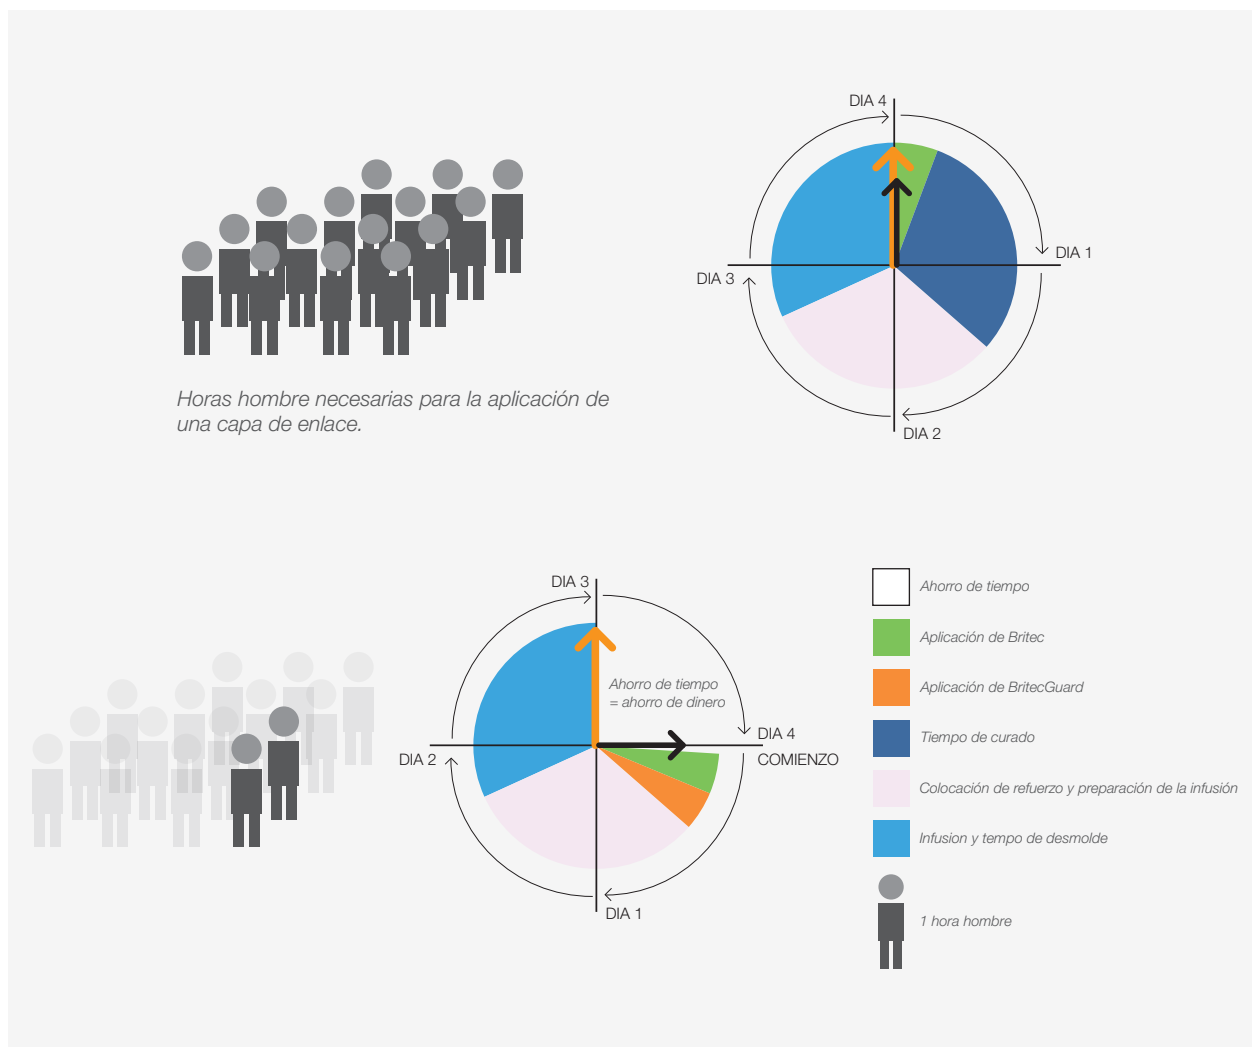 DIA 4
DIA 1
DIA 3
DIA 2
Horas hombre necesarias para la aplicación de
una capa de enlace.
DIA 3
Ahorro de tiempo
= ahorro de dinero
DIA 4
COMIENZO
DIA 2
DIA 1
Ahorro de tiempo
Aplicación de Britec
Aplicación de BritecGuard
Tiempo de curado
Colocación de refuerzo y preparación de la infusión
Infusion y tempo de desmolde
1 hora hombre